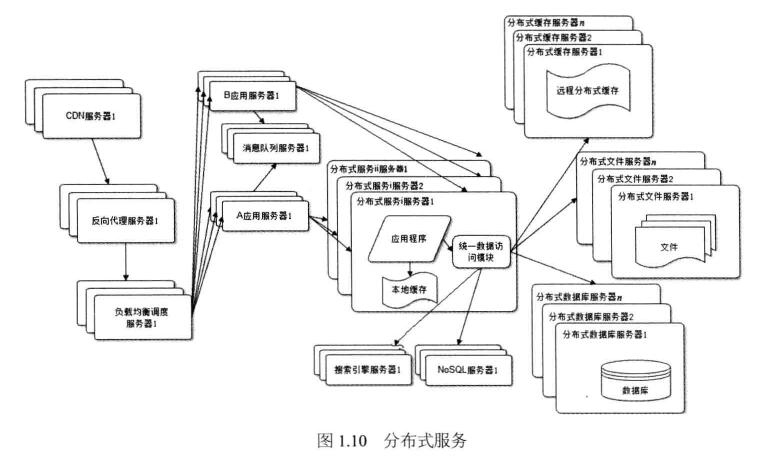 CDN服务器1
反向代理服务器1
负载均衡调度
服务器1
B应用服务器1
消息队列服务器1
A应用服务器1
分布式服务ii服务器1
分布式服务i服务器2
分布式服务i服务器1
应用程序
统一数据访
问模块
本地缓存
搜索引擎服务器1
NoSQL服务器1
分布式缓存服务器n
分布式缓存服务器2
分布式缓存服务器1
远程分布式缓存
分布式文件服务器n
分布式文件服务器2
分布式文件服务器1
文件
分布式数据库服务器n
分布式数据库服务器2
分布式数据库服务器1
数据库
图 1.10 分布式服务